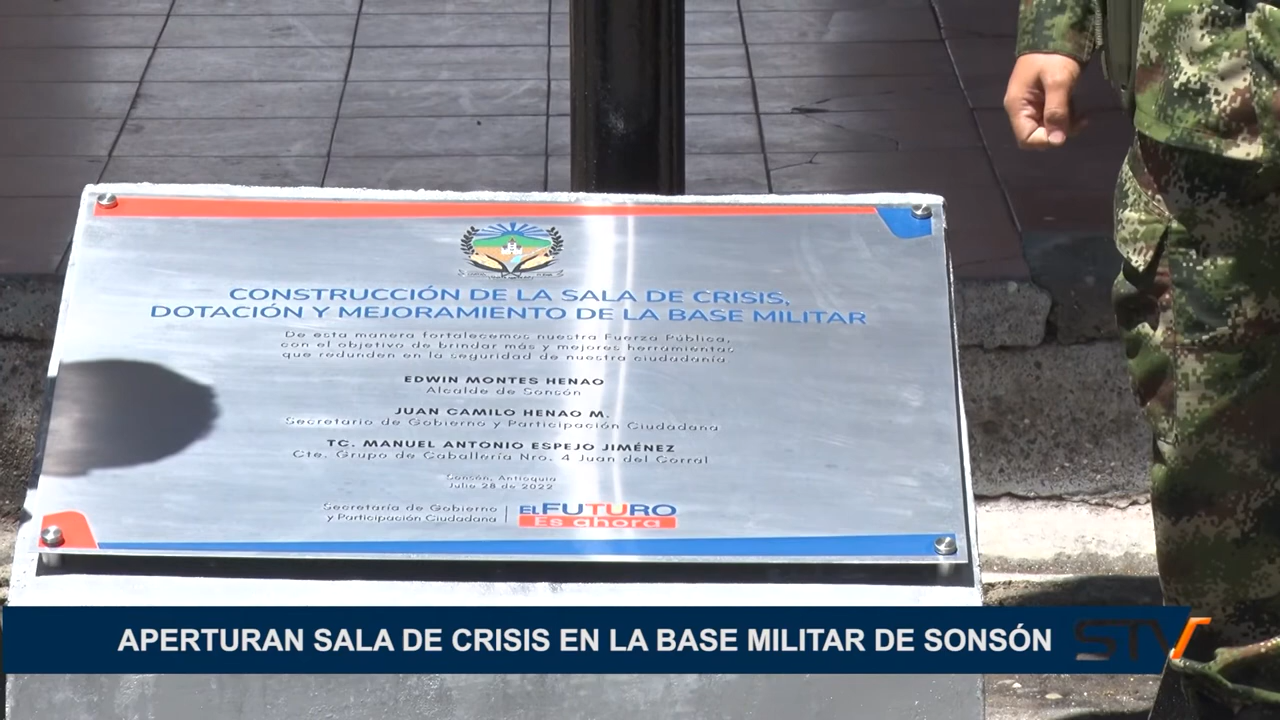 CONSTRUCCIÓN DE LA SALA DE CRISIS,
DOTACIÓN Y MEJORAMIENTO DE LA BASE MILITAR
De esta manera fortalecemos nuestra Fuerza Pública,
con el objetivo de brindar más y mejores herramientas
que redunden en la seguridad de nuestra ciudadanía.
EDWIN MONTES HENAO
Alcalde de Sonsón
JUAN CAMILO HENAO M.
Secretario de Gobierno y Participación Ciudadana
TC. MANUEL ANTONIO ESPEJO JIMÉNEZ
Cte. Grupo de Caballería Nro. 4 Juan del Corral
Sonsón, Antioquia
Julio 28 de 2022
Secretaría de Gobierno
y Participación Ciudadana
EL FUTURO
Es ahora
APERTURAN SALA DE CRISIS EN LA BASE MILITAR DE SONSÓN
STV